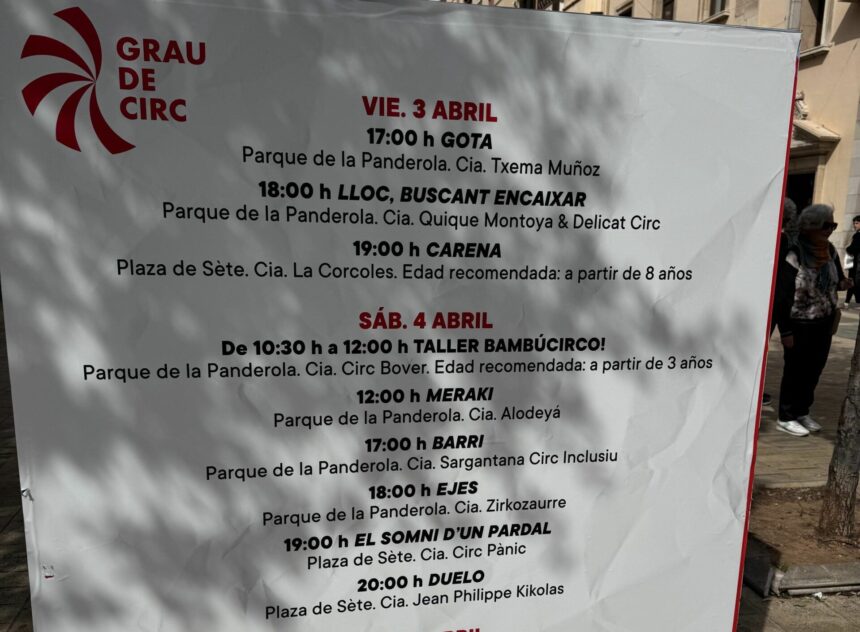 GRAU
DE
CIRC
VIE. 3 ABRIL
17:00 h GOTA
Parque de la Panderola. Cia. Txema Muñoz
18:00 h LLOC, BUSCANT ENCAIXAR
Parque de la Panderola. Cia. Quique Montoya & Delicat Circ
19:00 h CARENA
Plaza de Sète. Cia. La Corcoles. Edad recomendada: a partir de 8 años
SÁB. 4 ABRIL
De 10:30 h a 12:00 h TALLER BAMBÚCIRCO!
Parque de la Panderola. Cia. Circ Bover. Edad recomendada: a partir de 3 años
12:00 h MERAKI
Parque de la Panderola. Cia. Alodeyá
17:00 h BARRI
Parque de la Panderola. Cia. Sargantana Circ Inclusiu
18:00 h EJES
Parque de la Panderola. Cia. Zirkozaurre
19:00 h EL SOMNI D'UN PARDAL
Plaza de Sète. Cia. Circ Pànic
20:00 h DUELO
Plaza de Sète. Cia. Jean Philippe Kikolas